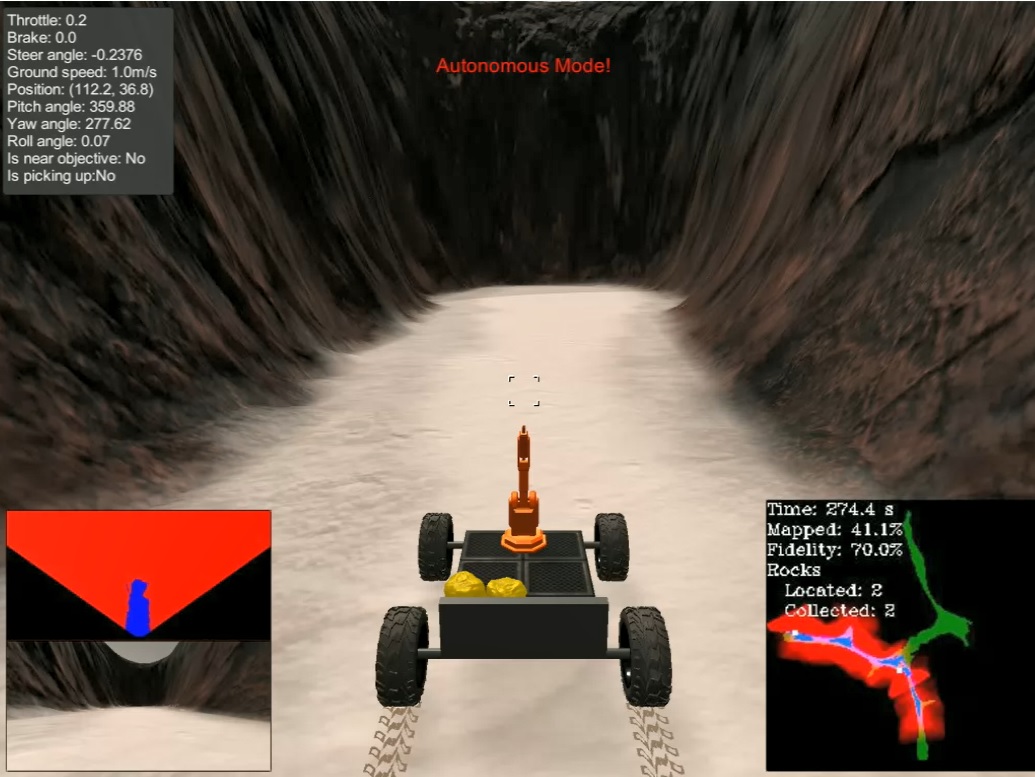 Throttle: 0.2
Brake: 0.0
Steer angle: -0.2376
Ground speed: 1.0m/s
Position: (112.2, 36.8)
Pitch angle: 359.88
Yaw angle: 277.62
Roll angle: 0.07
Is near objective: No
Is picking up:No
Autonomous Mode!
Time: 274.4 s
Mapped: 41.1%
Fidelity: 70.0%
Rocks
Located: 2
Collected: 2